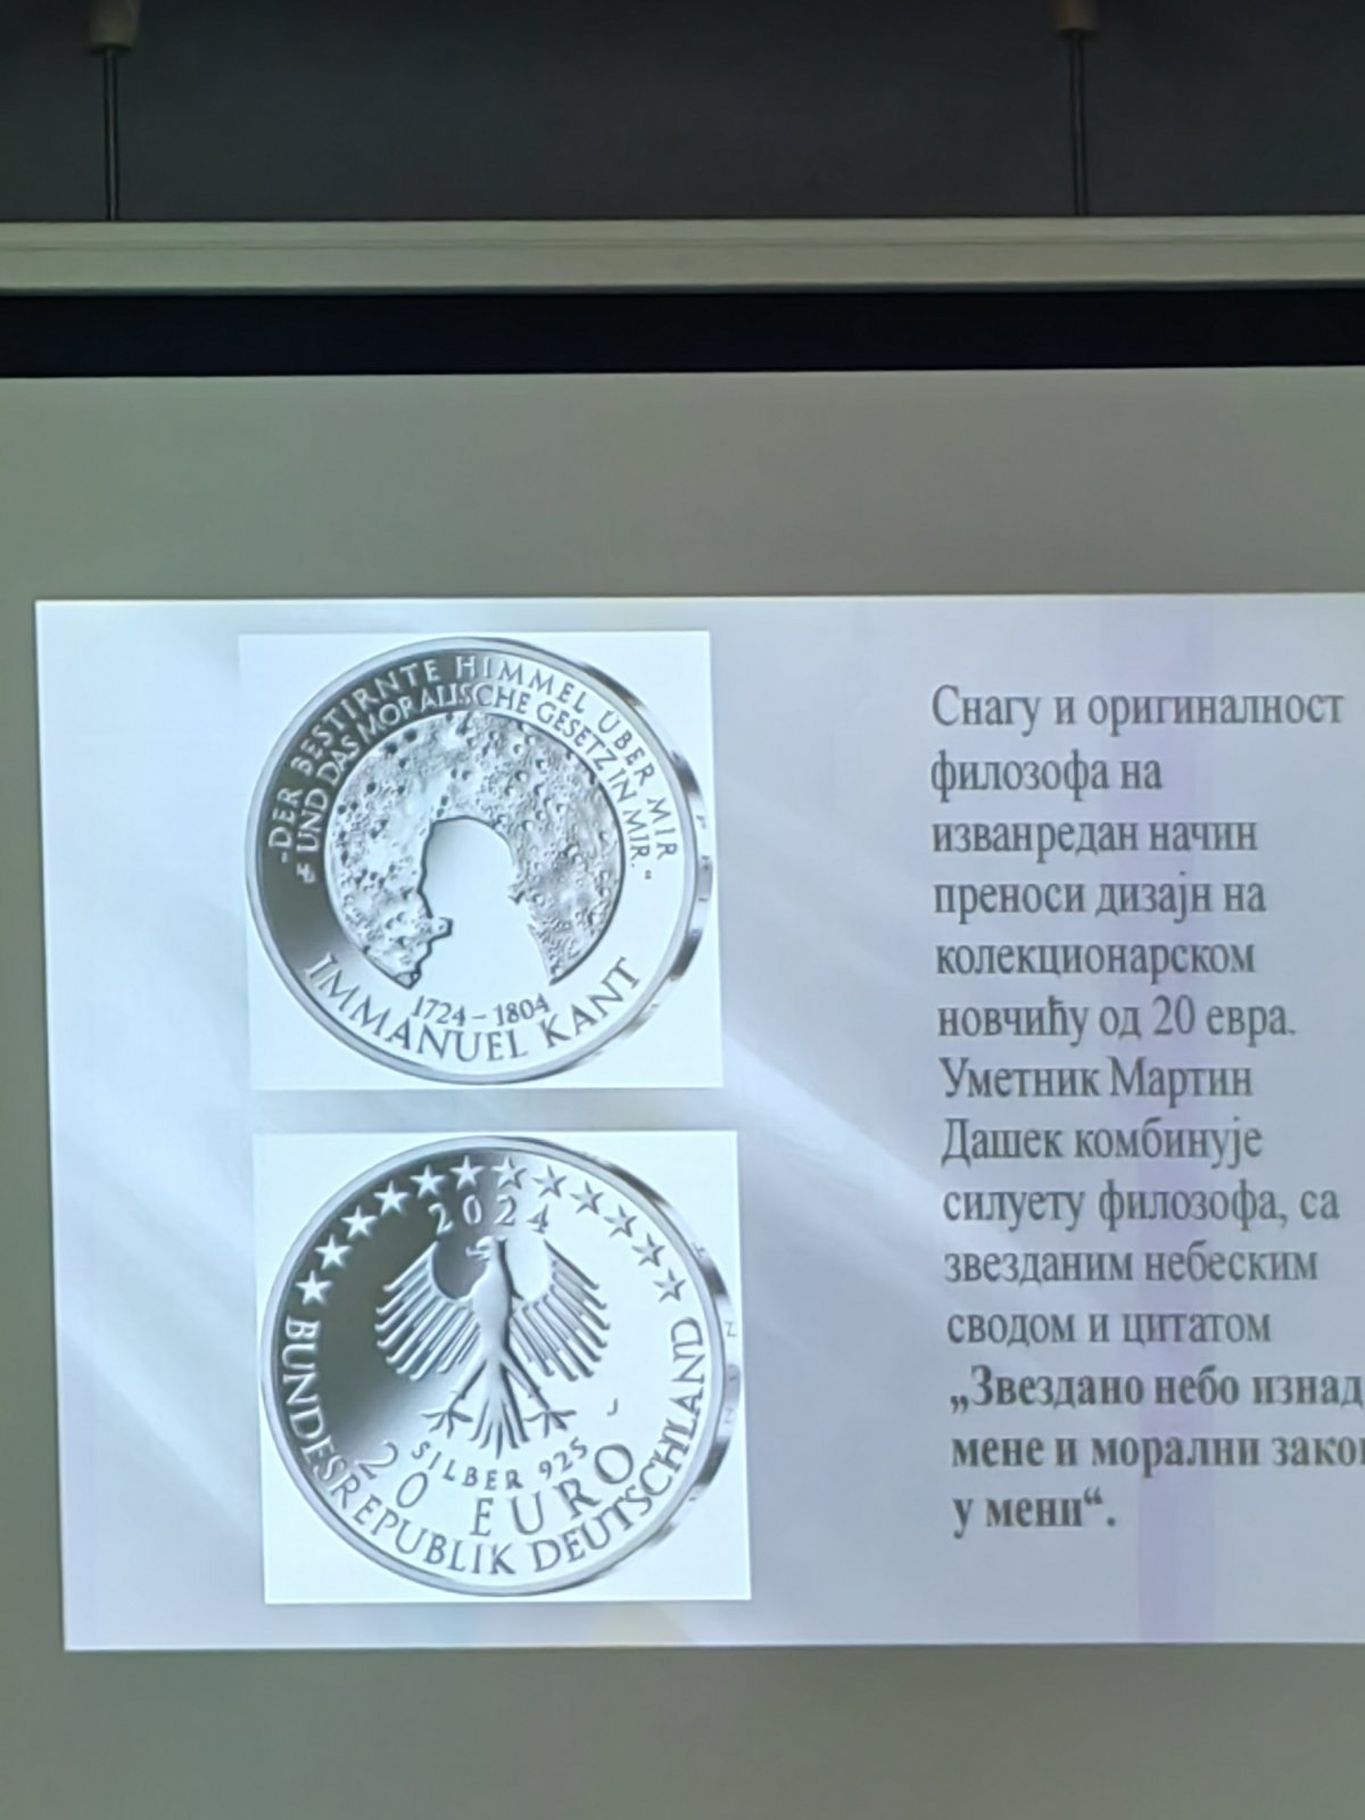 „DER BESTIRNTE HIMMEL ÜBER MIR
UND DAS MORALISCHE GESETZ IN MIR.“
1724 – 1804
IMMANUEL KANT
2024
J
SILBER 925
20 EURO
BUNDESREPUBLIK DEUTSCHLAND
Снагу и оригиналност
филозофа на
изванредан начин
преноси дизајн на
колекционарском
новчићу од 20 евра.
Уметник Мартин
Дашек комбинује
силуету филозофа, са
звезданим небеским
сводом и цитатом
„Звездано небо изнад
мене и морални
у мени“.